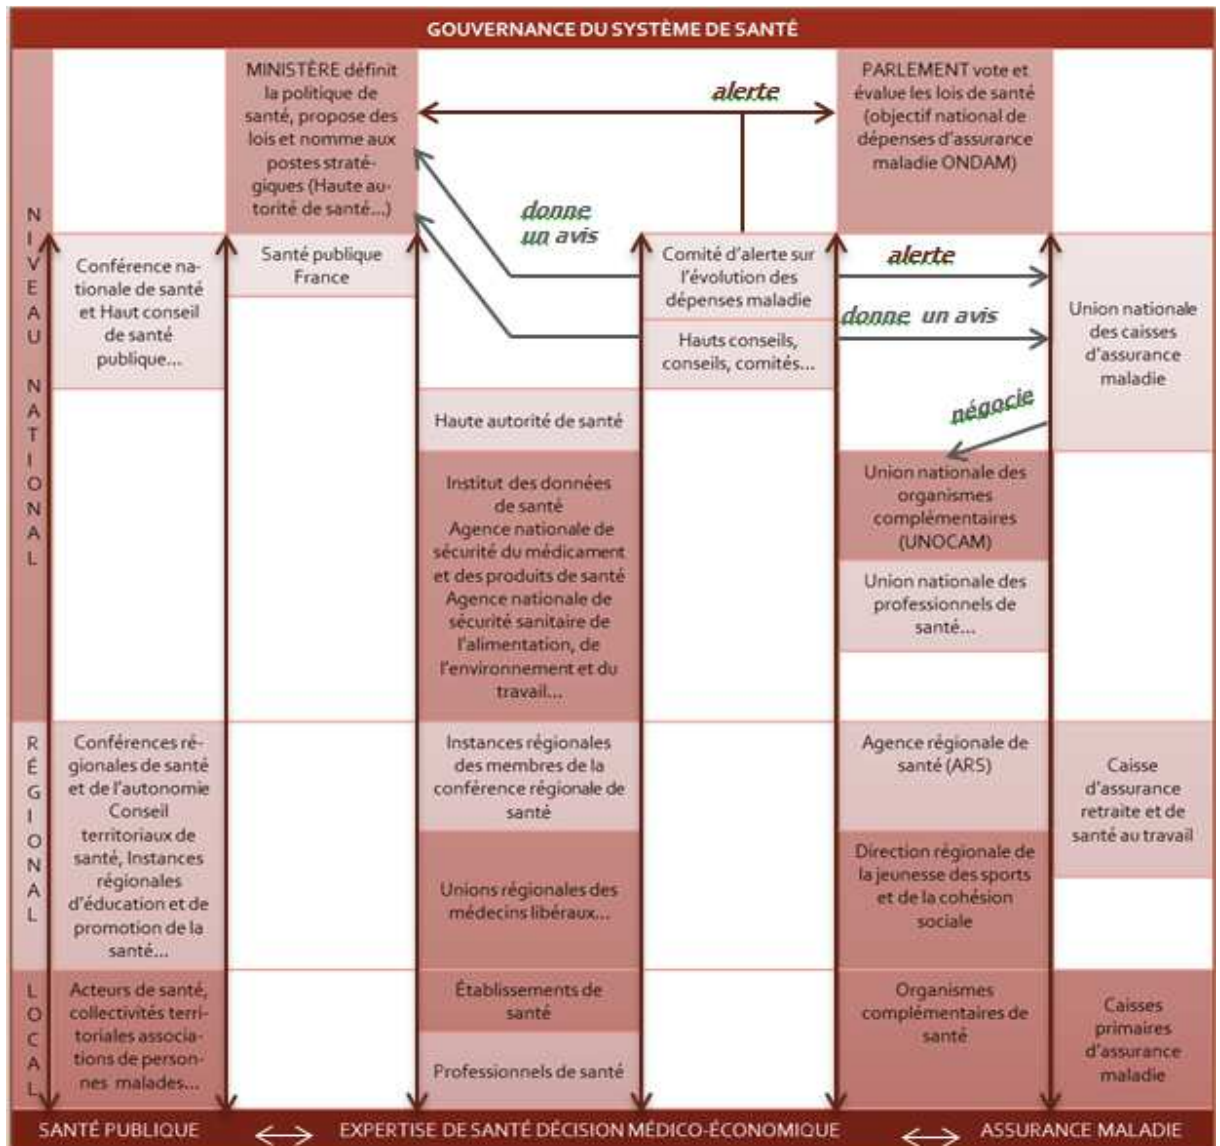 GOUVERNANCE DU SYSTÈME DE SANTÉ
MINISTÈRE définit
la politique de
santé, propose des
lois et nomme aux
postes straté-
giques (Haute au-
torité de santé...)
alerte
PARLEMENT vote et
évalue les lois de santé
(objectif national de
dépenses d'assurance
maladie ONDAM)
NIVEAU NATIONAL
Conférence na-
tionale de santé
et Haut conseil
de santé
publique...
Santé publique
France
donne
un avis
Comité d'alerte sur
l'évolution des
dépenses maladie
alerte
donne un avis
Hauts conseils,
conseils, comités...
Union nationale
des caisses
d'assurance
maladie
négocie
Haute autorité de santé
Institut des données
de santé
Agence nationale de
sécurité du médicament
et des produits de santé
Agence nationale de
sécurité sanitaire de
l'alimentation, de
l'environnement et du
travail...
Union nationale des
organismes
complémentaires
(UNOCAM)
Union nationale des
professionnels de
santé...
RÉGIONAL
Conférences ré-
gionales de santé
et de l'autonomie
Conseil
territoriaux de
santé, Instances
régionales
d'éducation et de
promotion de la
santé...
Instances régionales
des membres de la
conférence régionale de
santé
Unions régionales des
médecins libéraux...
Agence régionale de
santé (ARS)
Direction régionale de
la jeunesse des sports
et de la cohésion
sociale
Caisse
d'assurance
retraite et de
santé au travail
LOCAL
Acteurs de santé,
collectivités terri-
toriales associa-
tions de person-
nes malades...
Établissements de
santé
Professionnels de santé
Organismes
complémentaires de
santé
Caisses
primaires
d'assurance
maladie
SANTÉ PUBLIQUE
EXPERTISE DE SANTÉ DÉCISION MÉDICO-ÉCONOMIQUE
ASSURANCE MALADIE